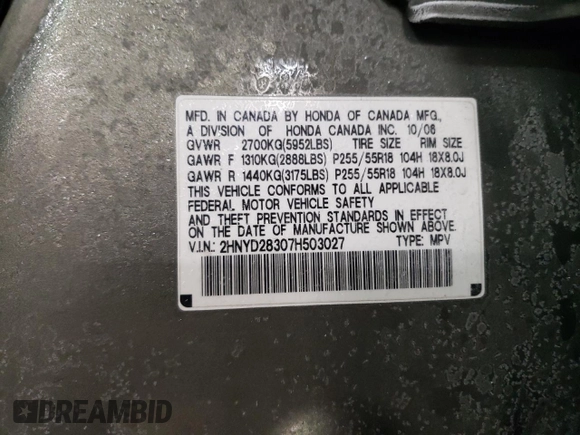 MFD. IN CANADA BY HONDA OF CANADA MFG.,
A DIVISION OF HONDA CANADA INC. 10/06
GVWR 2700KG(5952LBS) TIRE SIZE RIM SIZE
GAWR F 1310KG(2888LBS) P255/55R18 104H 18X8.0J
GAWR R 1440KG(3175LBS) P255/55R18 104H 18X8.0J
THIS VEHICLE CONFORMS TO ALL APPLICABLE
FEDERAL MOTOR VEHICLE SAFETY
AND THEFT PREVENTION STANDARDS IN EFFECT
ON THE DATE OF MANUFACTURE SHOWN ABOVE.
V.I.N.: 2HNYD28307H503027 TYPE: MPV
DREAMBID